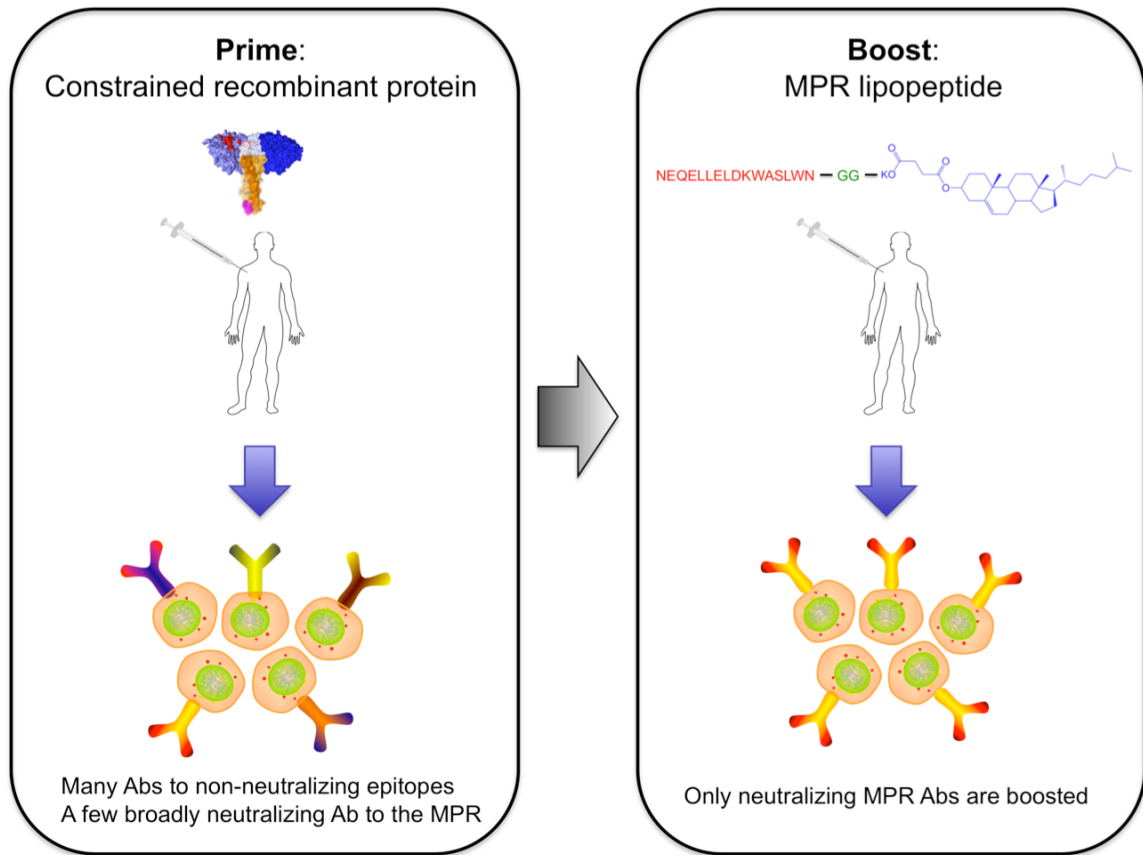 Prime:
Constrained recombinant protein
Many Abs to non-neutralizing epitopes
A few broadly neutralizing Ab to the MPR
Boost:
MPR lipopeptide
O
NEQELLELDKWASLWN — GG — KO
O
O
Only neutralizing MPR Abs are boosted